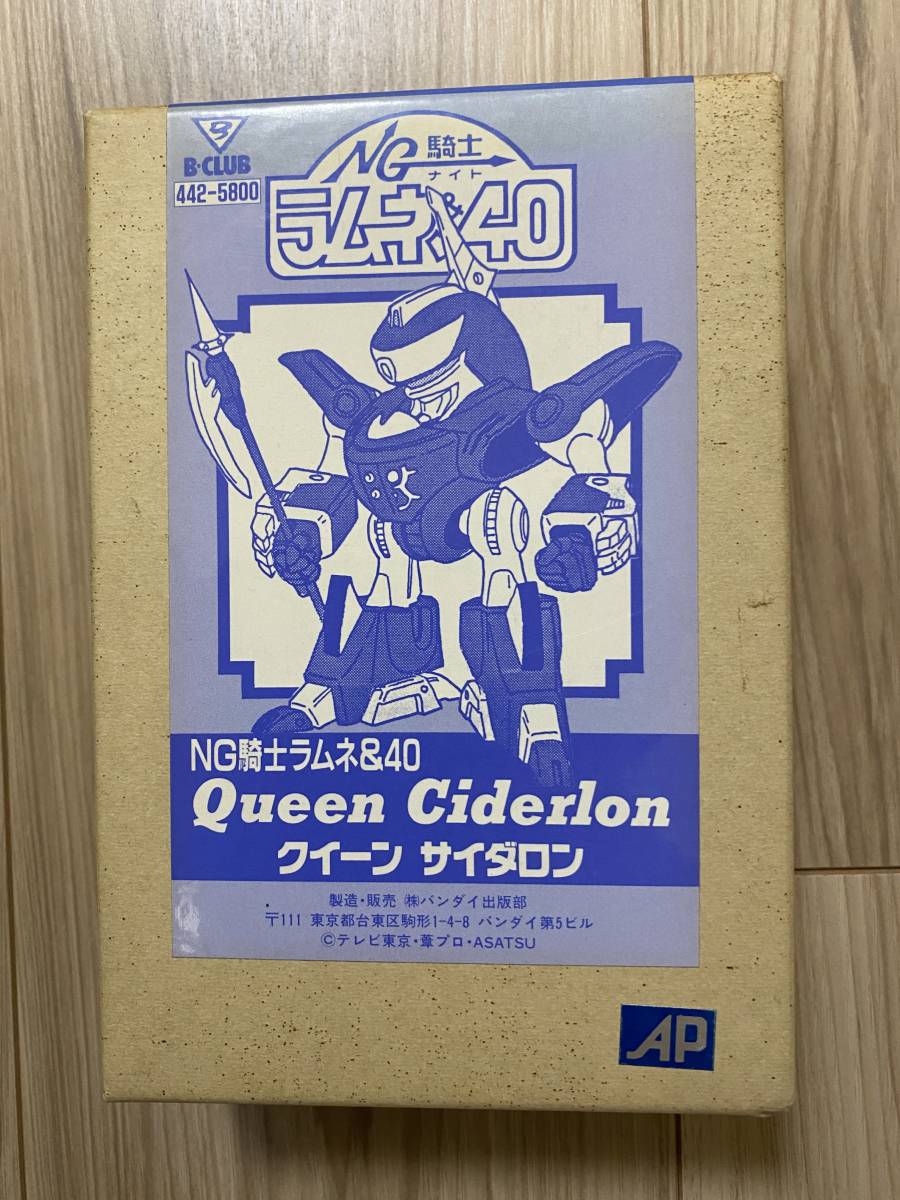 B-CLUB
442-5800
NG騎士
ナイト
ラムネ&40
NG騎士ラムネ&40
Queen Ciderlon
クイーン サイダロン
製造・販売 ㈱バンダイ出版部
〒111 東京都台東区駒形1-4-8 バンダイ第5ビル
©テレビ東京・葦プロ・ASATSU
AP